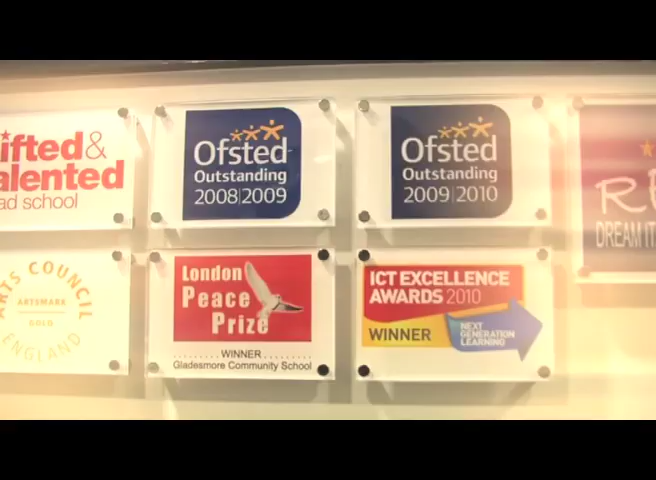 ifted &
alented
ad school
Ofsted
Outstanding
2008|2009
Ofsted
Outstanding
2009|2010
DREAM IT
ARTS COUNCIL
ARTSMARK
GOLD
ENGLAND
London
Peace
Prize
WINNER
Gladesmore Community School
ICT EXCELLENCE
AWARDS 2010
WINNER
NEXT
GENERATION
LEARNING